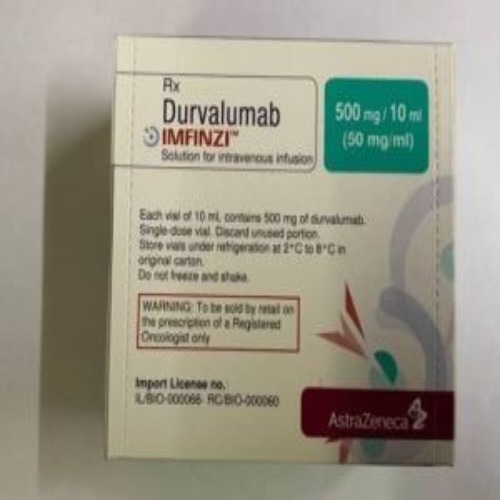 Rx
Durvalumab
IMFINZI™
Solution for intravenous infusion
500 mg / 10 ml
(50 mg/ml)
Each vial of 10 mL contains 500 mg of durvalumab.
Single-dose vial. Discard unused portion.
Store vials under refrigeration at 2°C to 8°C in
original carton.
Do not freeze and shake.
WARNING: To be sold by retail on
the prescription of a Registered
Oncologist only
Import License no.:
IL/BIO-000066 RC/BIO-000060
AstraZeneca